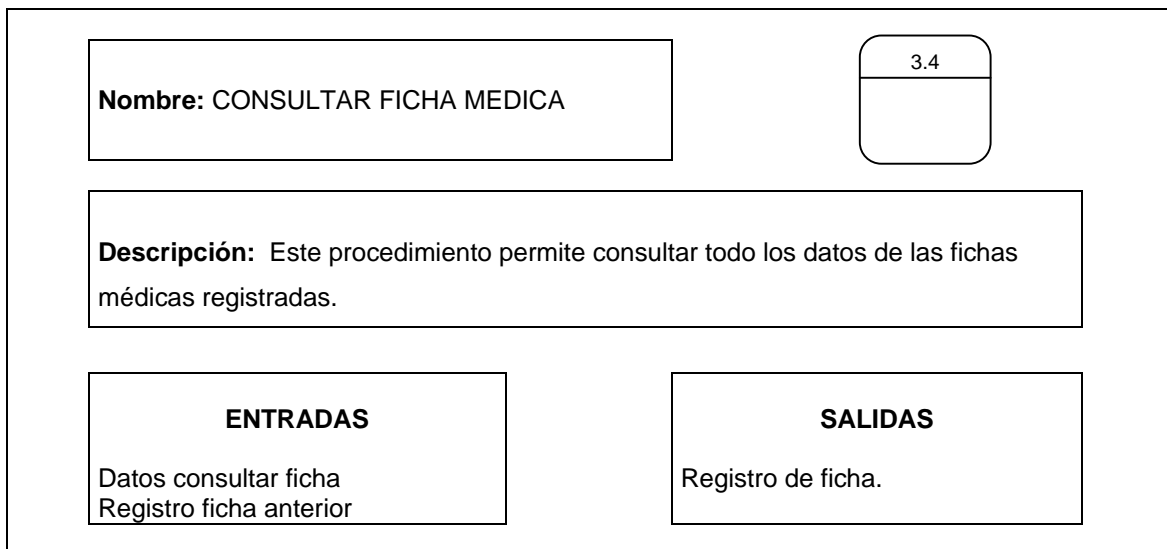 Nombre: CONSULTAR FICHA MEDICA
3.4
Descripción: Este procedimiento permite consultar todo los datos de las fichas
médicas registradas.
ENTRADAS
Datos consultar ficha
Registro ficha anterior
SALIDAS
Registro de ficha.